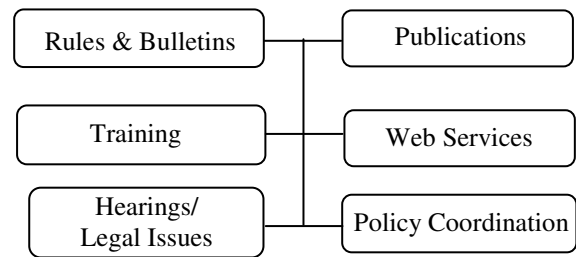 Rules & Bulletins
Publications
Training
Web Services
Hearings/
Legal Issues
Policy Coordination